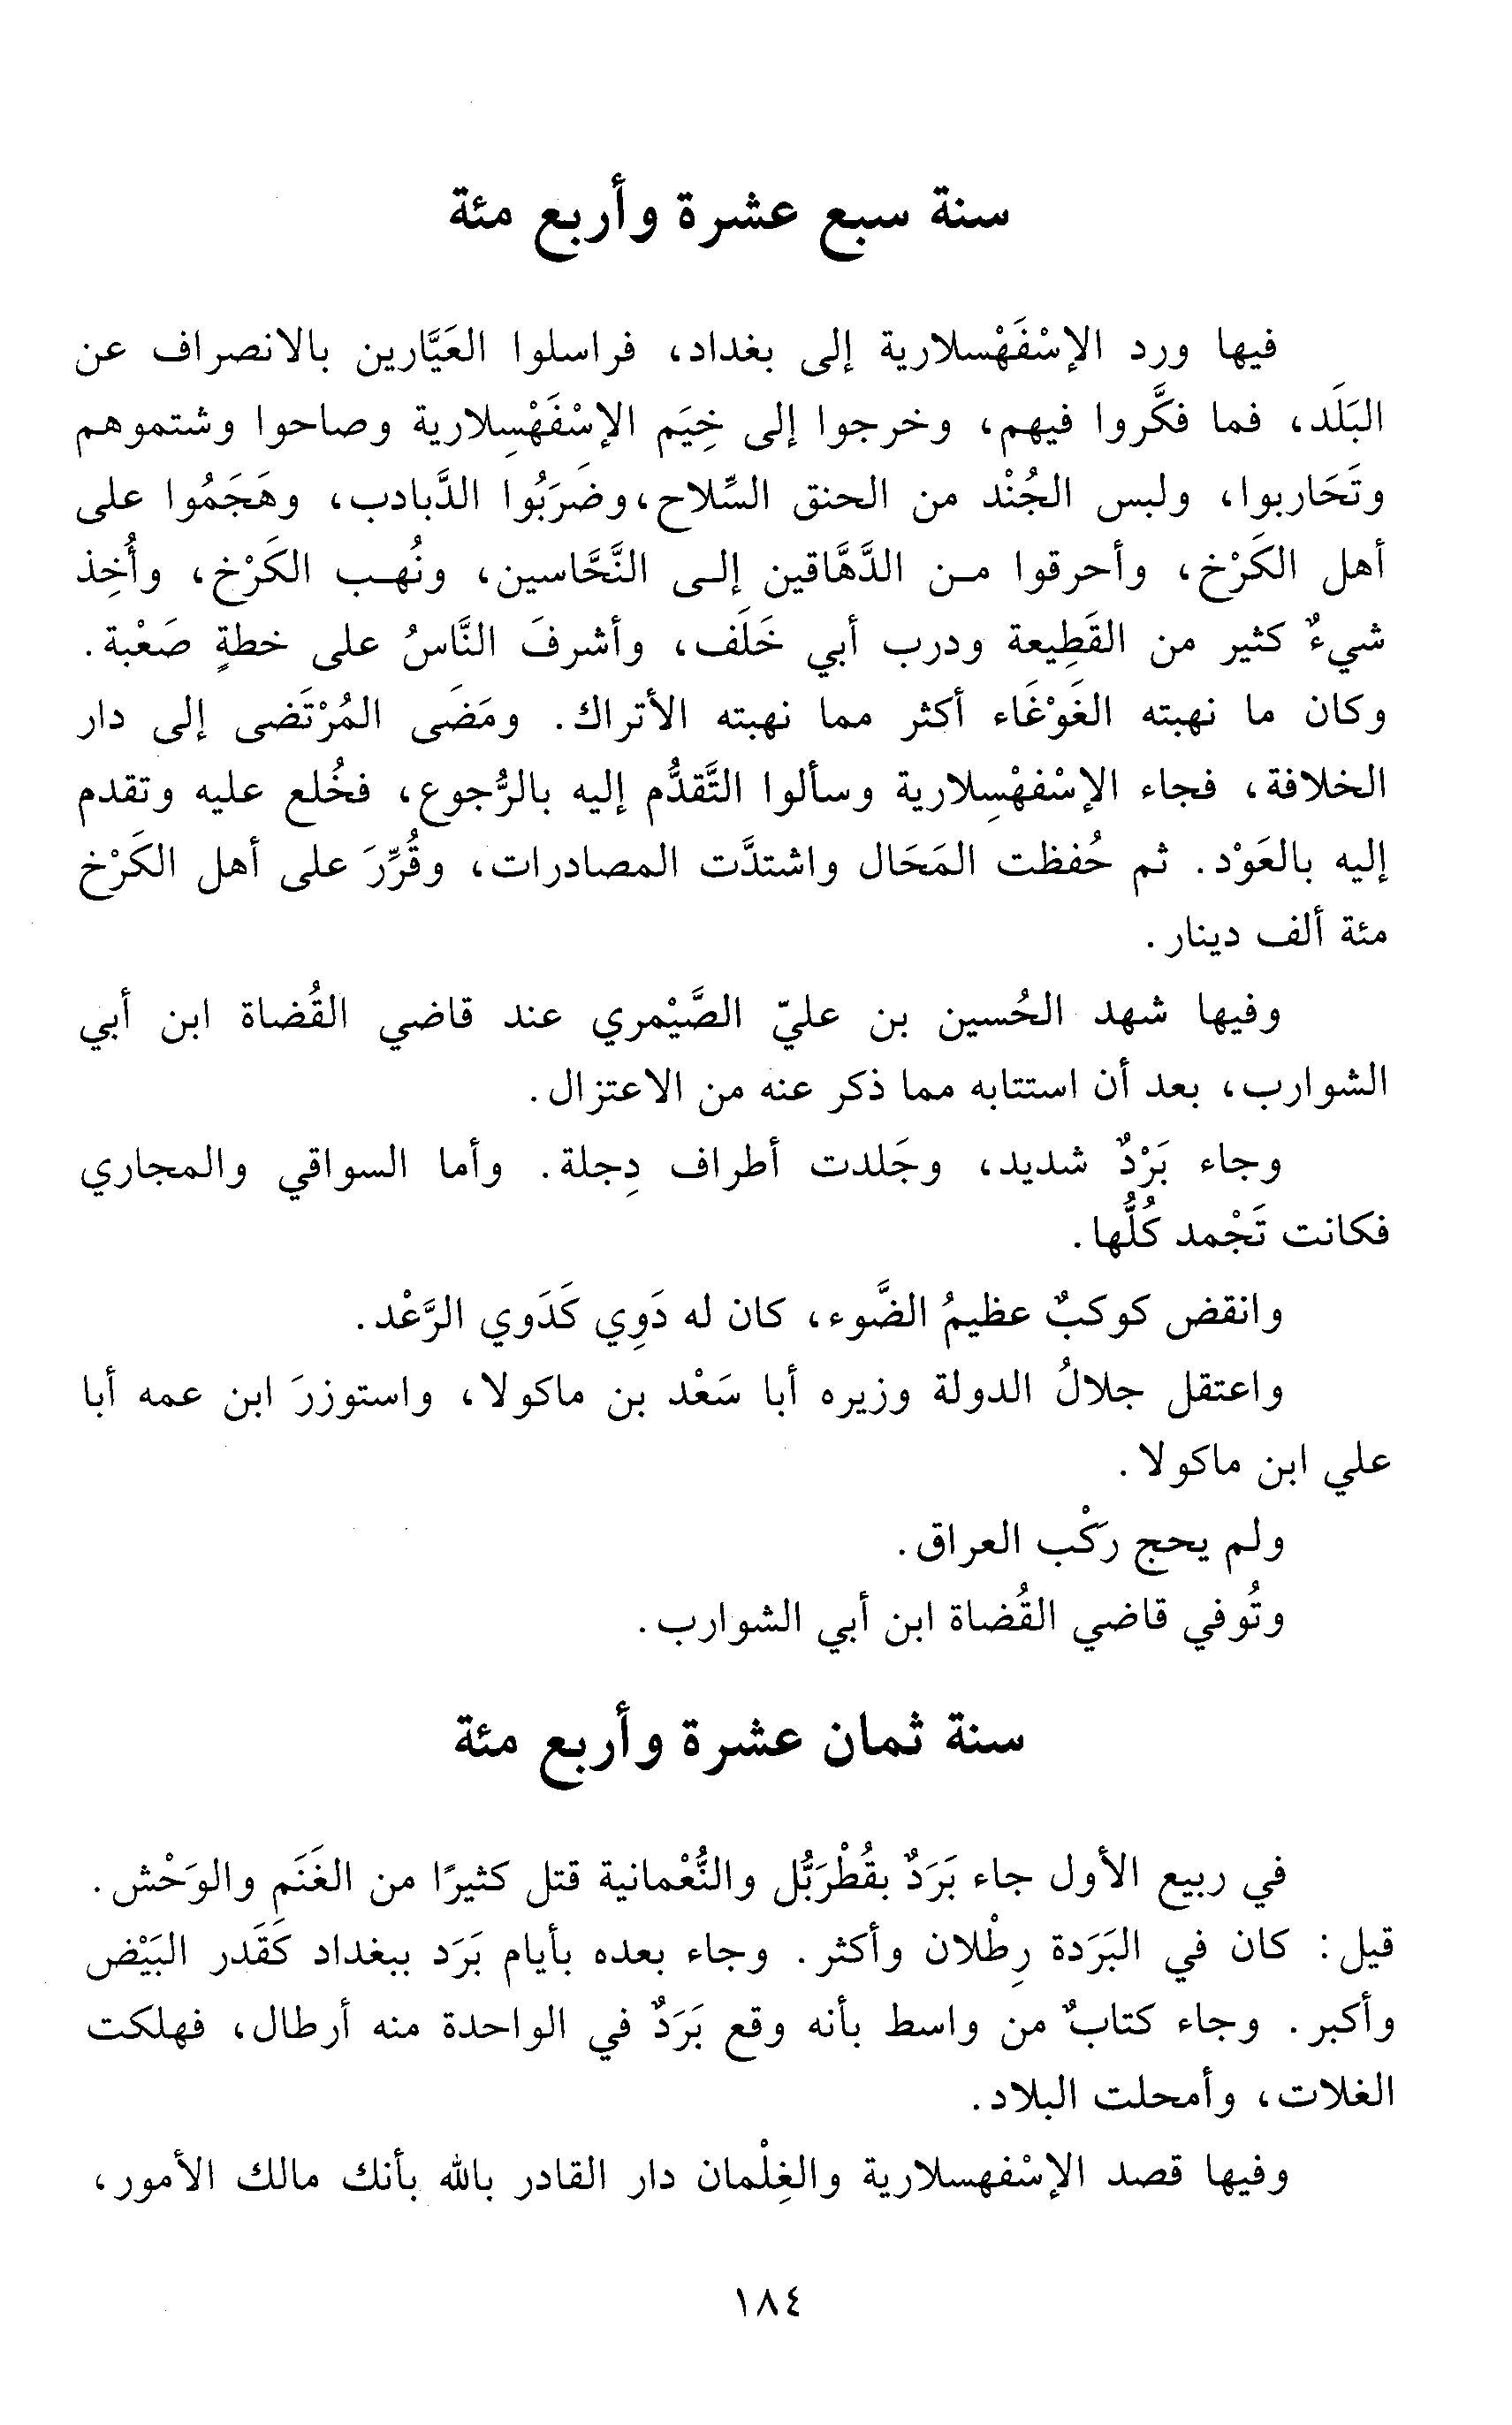 سنة سبع عشرة وأربع مئة
فيها ورد الإسْفَهْسلارية إلى بغداد، فراسلوا العَيَّارين بالانصراف عن
البَلَد، فما فكَّروا فيهم، وخرجوا إلى خِيَم الإسْفَهْسِلارية وصاحوا وشتموهم
وتَحَاربوا، ولبس الجُنْد من الحنق السِّلاح،وضَرَبُوا الدَّبادب، وهَجَمُوا على
أهل الكَرْخ، وأحرقوا مـن الدَّهَّاقين إلـى النَّحَّاسين، ونُهـب الكَرْخ، وأُخِذ
شيءٌ كثير من القَطِيعة ودرب أبي خَلَف، وأشرفَ النَّاسُ على خطةٍ صَعْبة.
وكان ما نهبته الغَوْغَاء أكثر مما نهبته الأتراك. ومَضَى المُرْتَضى إلى دار
الخلافة، فجاء الإسْفهْسِلارية وسألوا التَّقدُّم إليه بالرُّجوع، فخُلع عليه وتقدم
إليه بالعَوْد. ثم حُفظت المَحَال واشتدَّت المصادرات، وقُرِّرَ على أهل الكَرْخ
مئة ألف دينار.
وفيها شهد الحُسين بن عليّ الصَّيْمري عند قاضي القُضاة ابن أبي
الشوارب، بعد أن استتابه مما ذكر عنه من الاعتزال.
وجاء بَرْدٌ شديد، وجَلدت أطراف دِجلة. وأما السواقي والمجاري
فكانت تَجْمد كُلُّها.
وانقض كوكبٌ عظيمُ الضَّوء، كان له دَوِي كَدَوي الرَّعْد.
واعتقل جلالُ الدولة وزيره أبا سَعْد بن ماكولا، واستوزرَ ابن عمه أبا
علي ابن ماكولا.
ولم يحج ركْب العراق.
وتُوفي قاضي القُضاة ابن أبي الشوارب.
سنة ثمان عشرة وأربع مئة
في ربيع الأول جاء بَرَدٌ بقُطْرَبُّل والنُّعْمانية قتل كثيرًا من الغَنَم والوَحْش.
قيل: كان في البَرَدة رِطْلان وأكثر. وجاء بعده بأيام بَرَد ببغداد كَقَدر البَيْض
وأكبر. وجاء كتابٌ من واسط بأنه وقع بَرَدٌ في الواحدة منه أرطال، فهلكت
الغلات، وأمحلت البلاد.
وفيها قصد الإسْفهسلارية والغِلْمان دار القادر بالله بأنك مالك الأمور،
١٨٤